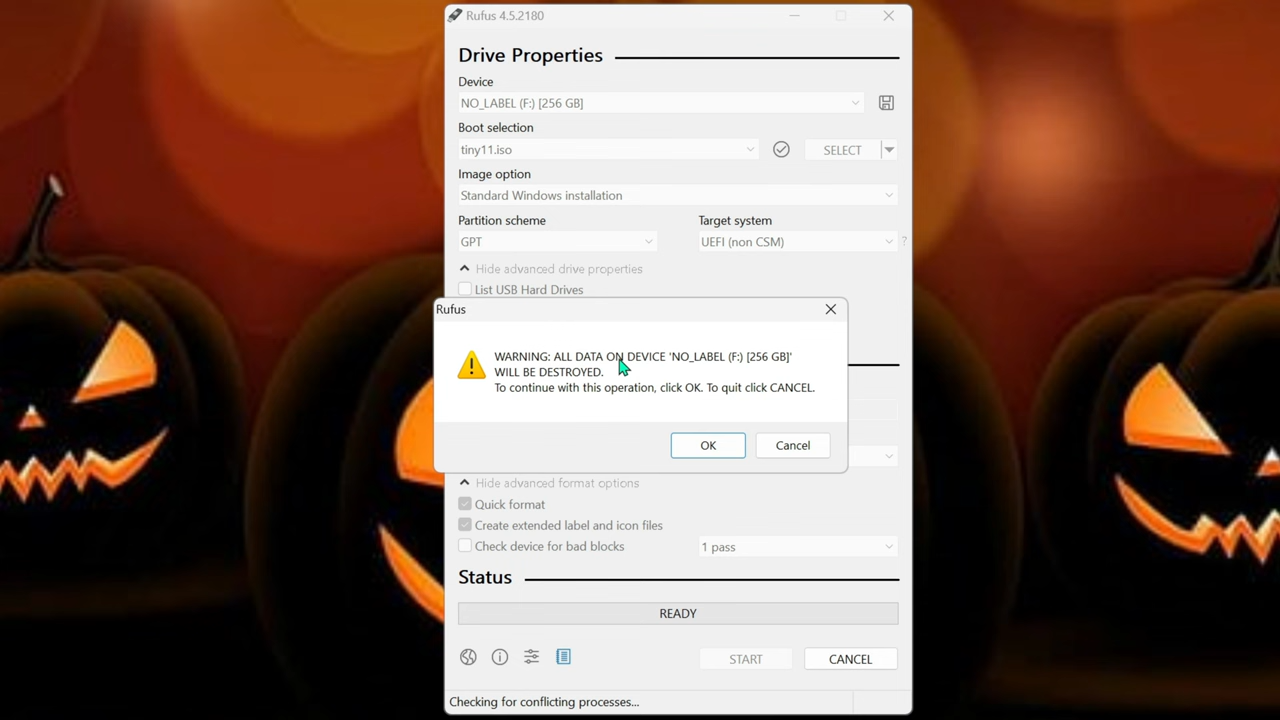 Rufus 4.5.2180
Drive Properties
Device
NO_LABEL (F:) [256 GB]
Boot selection
tiny11.iso
SELECT
Image option
Standard Windows installation
Partition scheme
Target system
GPT
UEFI (non CSM)
?
Hide advanced drive properties
List USB Hard Drives
Rufus
WARNING: ALL DATA ON DEVICE 'NO_LABEL (F:) [256 GB]'
WILL BE DESTROYED.
To continue with this operation, click OK. To quit click CANCEL.
OK
Cancel
Hide advanced format options
Quick format
Create extended label and icon files
Check device for bad blocks
1 pass
Status
READY
START
CANCEL
Checking for conflicting processes...